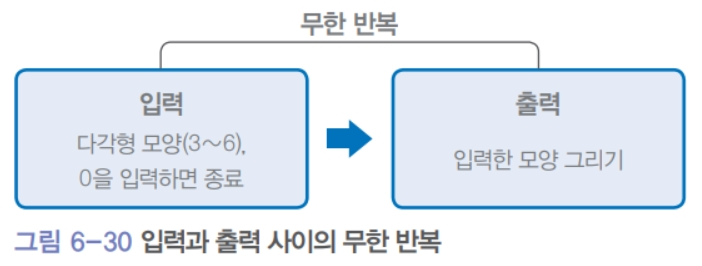 무한 반복
입력
다각형 모양(3~6),
0을 입력하면 종료
출력
입력한 모양 그리기
그림 6-30 입력과 출력 사이의 무한 반복